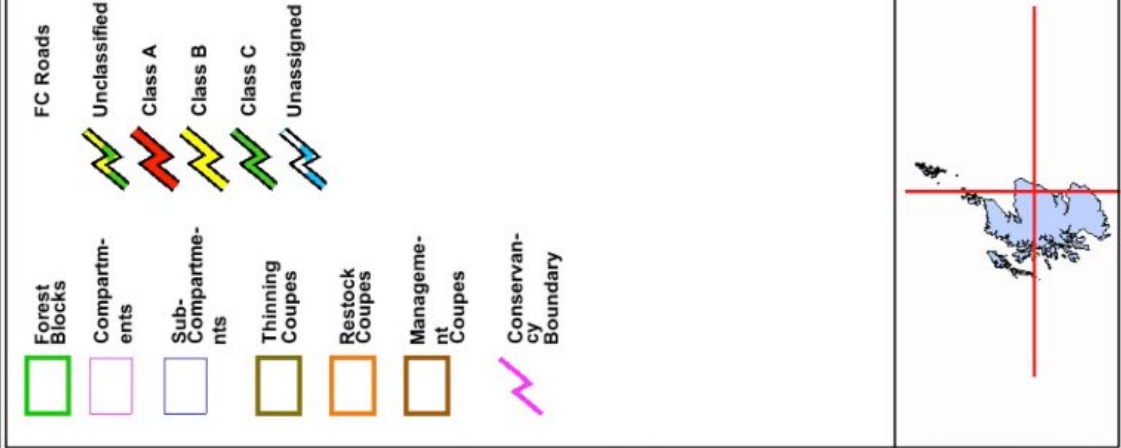 Forest
Blocks
Compartm-
ents
Sub-
Compartme-
nts
Thinning
Coupes
Restock
Coupes
Manageme-
nt
Coupes
Conservan-
cy
Boundary
FC Roads
Unclassified
Class A
Class B
Class C
Unassigned